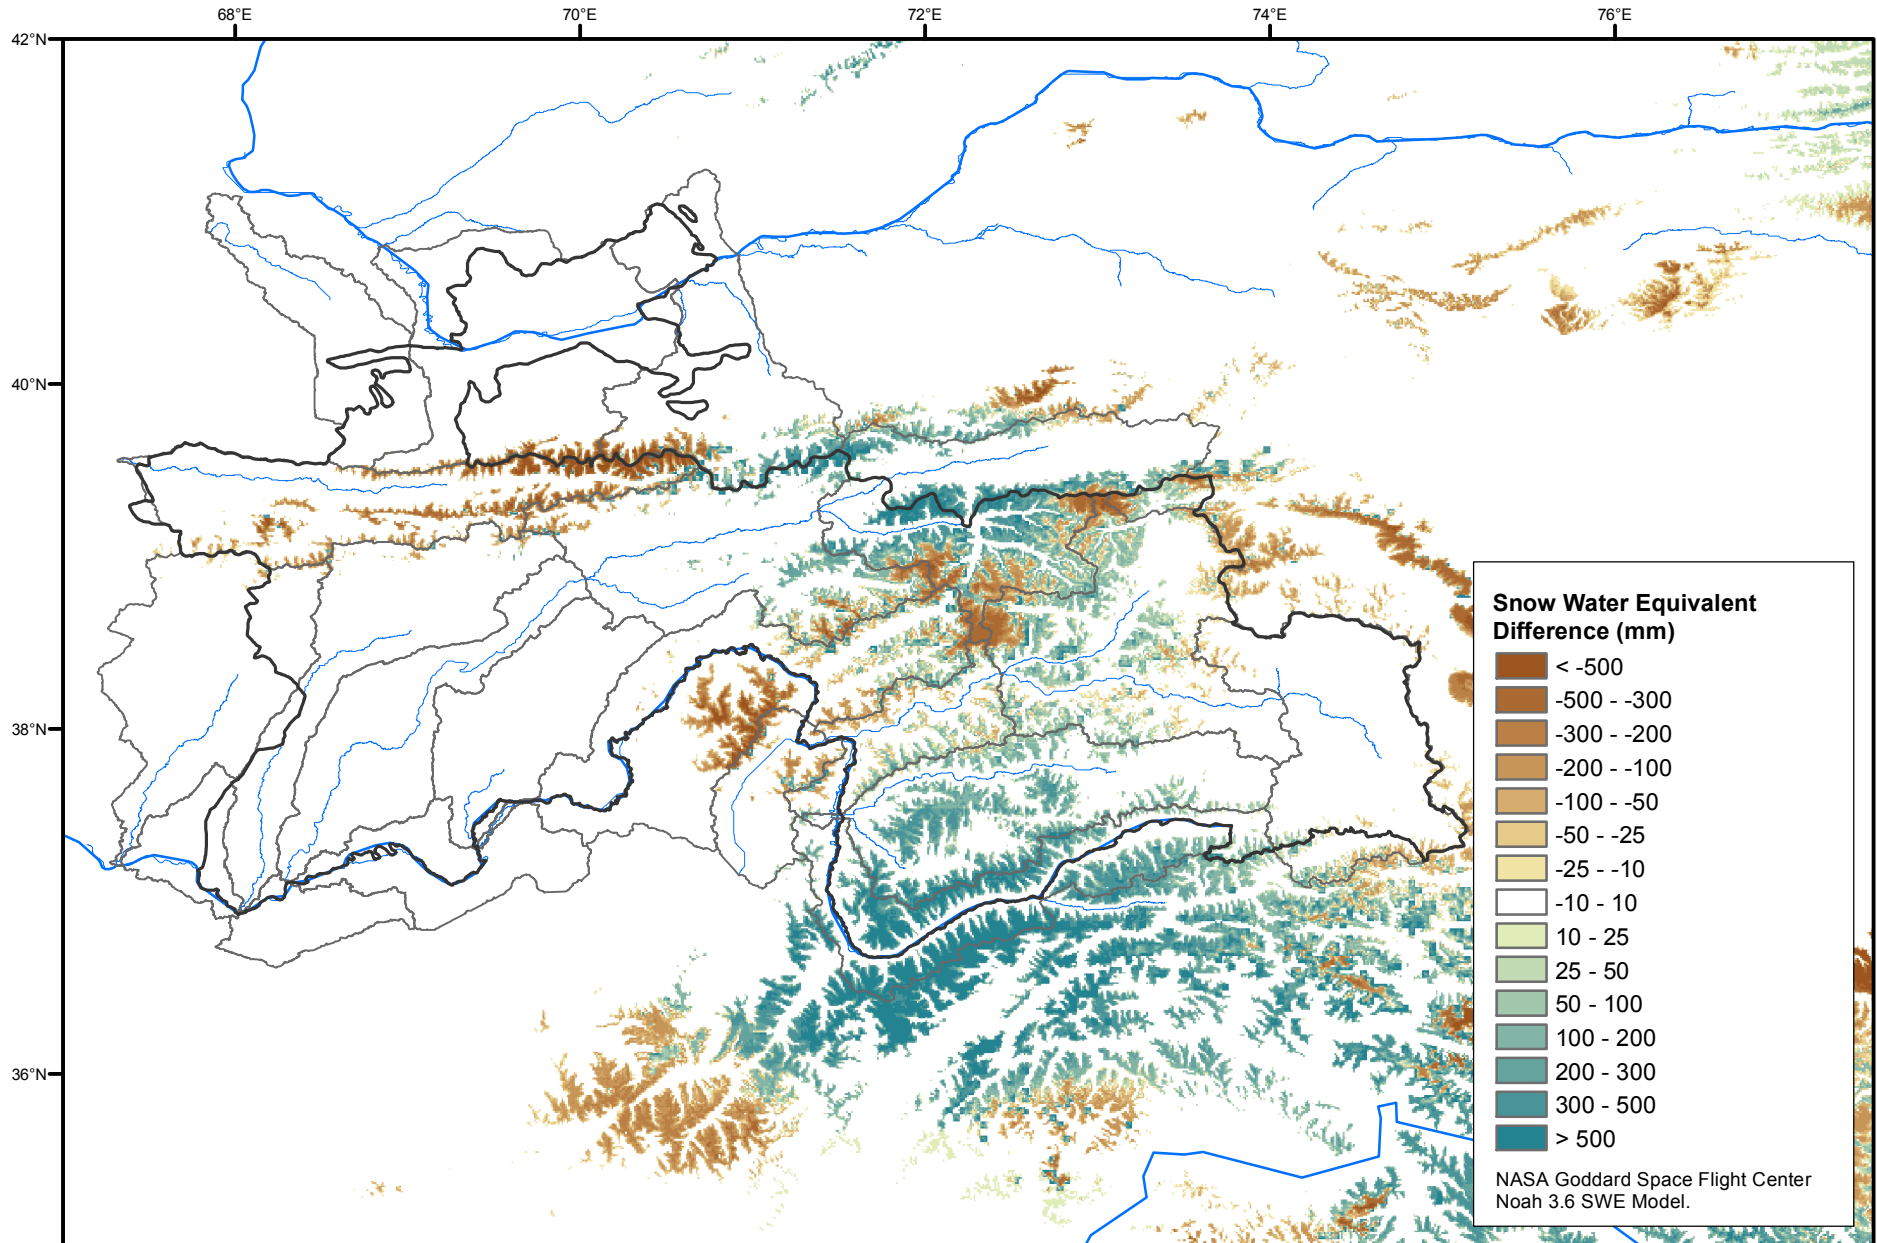 68°E
70°E
72°E
74°E
76°E
42°N
40°N
38°N
36°N
Snow Water Equivalent
Difference (mm)
< -500
-500 - -300
-300 - -200
-200 - -100
-100 - -50
-50 - -25
-25 - -10
-10 - 10
10 - 25
25 - 50
50 - 100
100 - 200
200 - 300
300 - 500
> 500
NASA Goddard Space Flight Center
Noah 3.6 SWE Model.